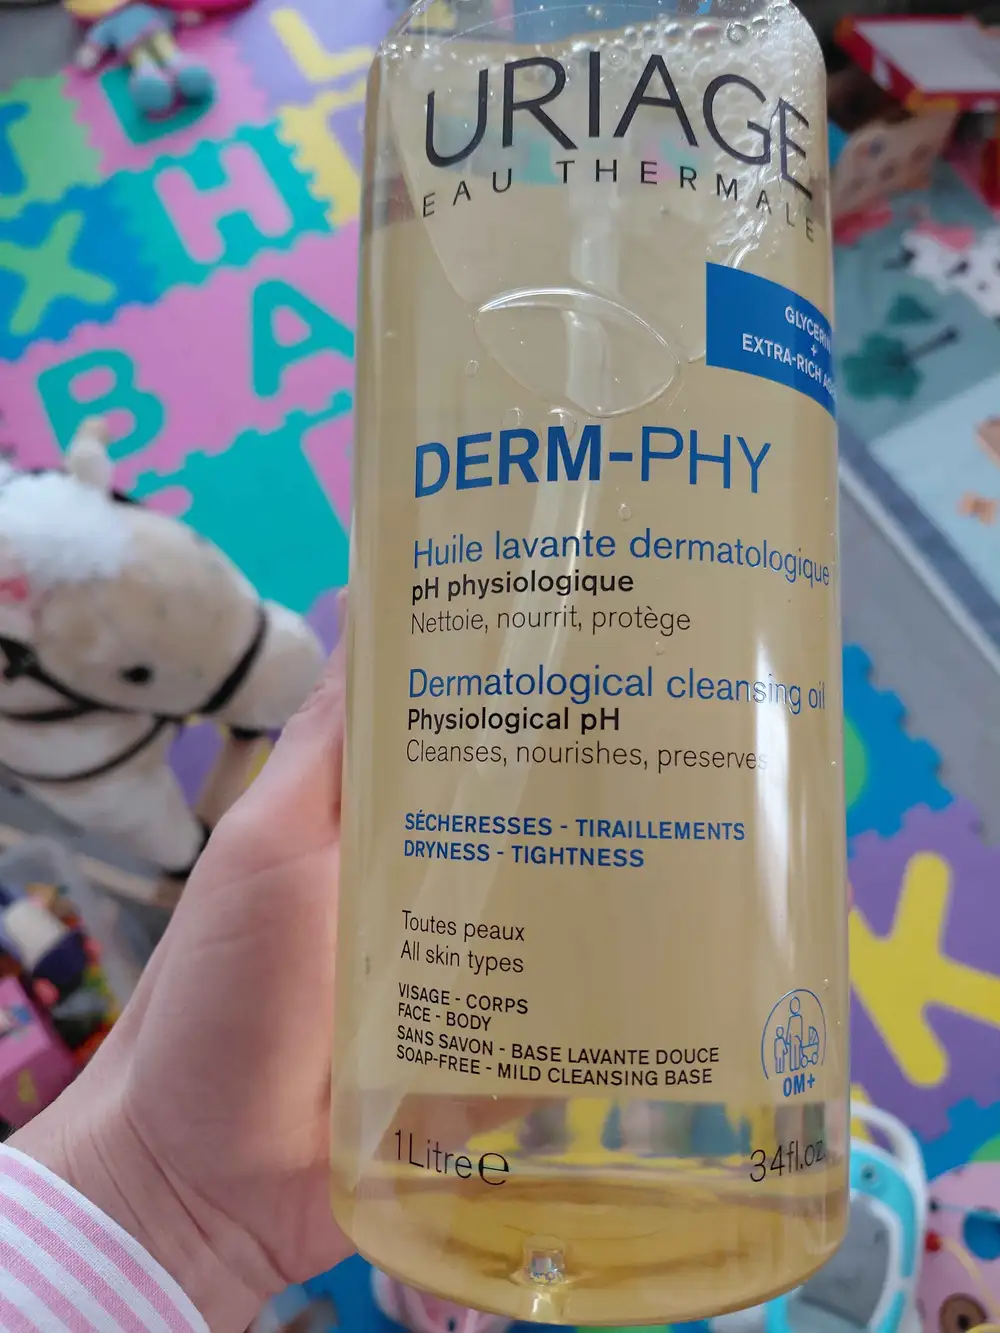 URIAGE
EAU THERMALE
GLYCERIN
+
EXTRA-RICH
DERM-PHY
Huile lavante dermatologique
pH physiologique
Nettoie, nourrit, protège
Dermatological cleansing oil
Physiological pH
Cleanses, nourishes, preserves
SÉCHERESSES - TIRAILLEMENTS
DRYNESS - TIGHTNESS
Toutes peaux
All skin types
VISAGE - CORPS
FACE - BODY
SANS SAVON - BASE LAVANTE DOUCE
SOAP-FREE - MILD CLEANSING BASE
0M+
1 Litre e
34fl.oz.
L
H
X
A
B
K